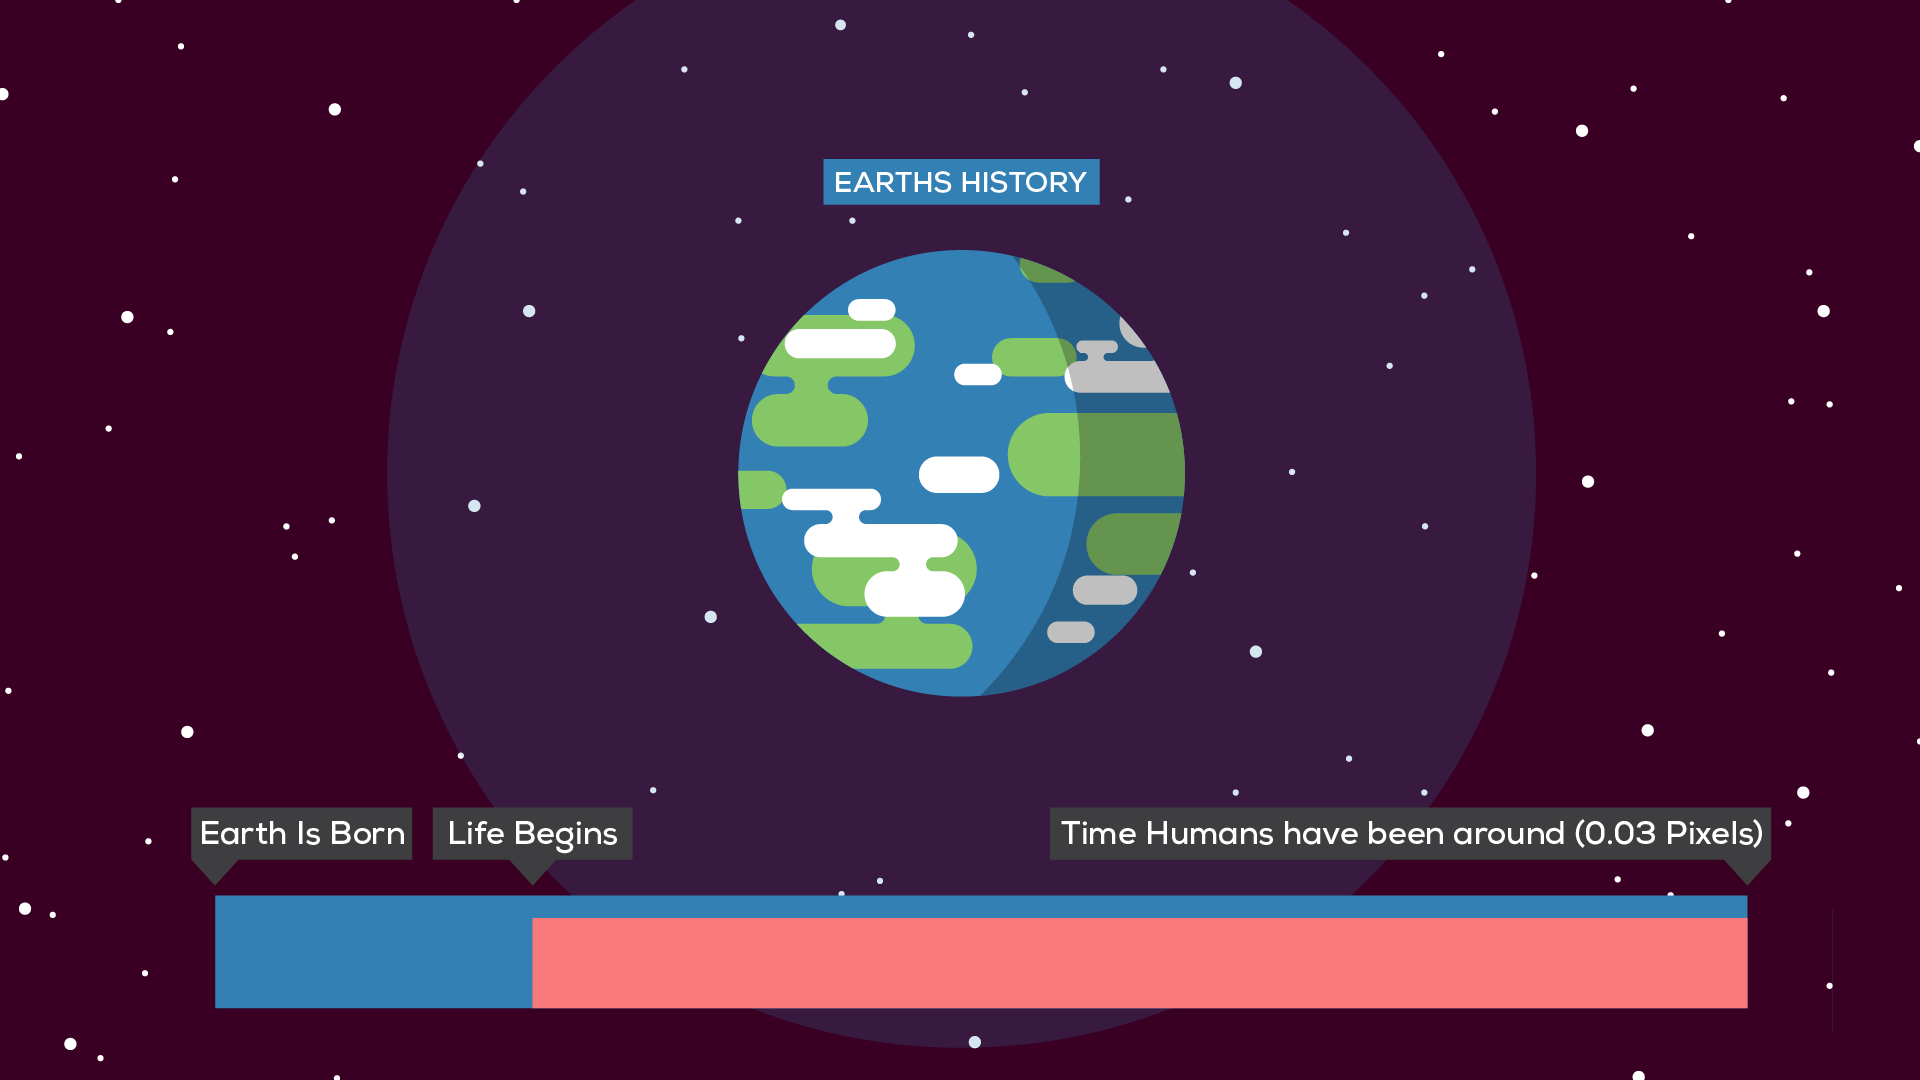 EARTHS HISTORY
Earth Is Born
Life Begins
Time Humans have been around (0.03 Pixels)